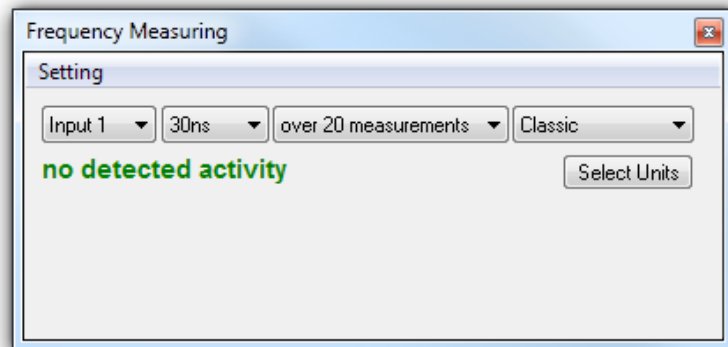 Frequency Measuring
Setting
Input 1 30ns over 20 measurements Classic
no detected activity Select Units